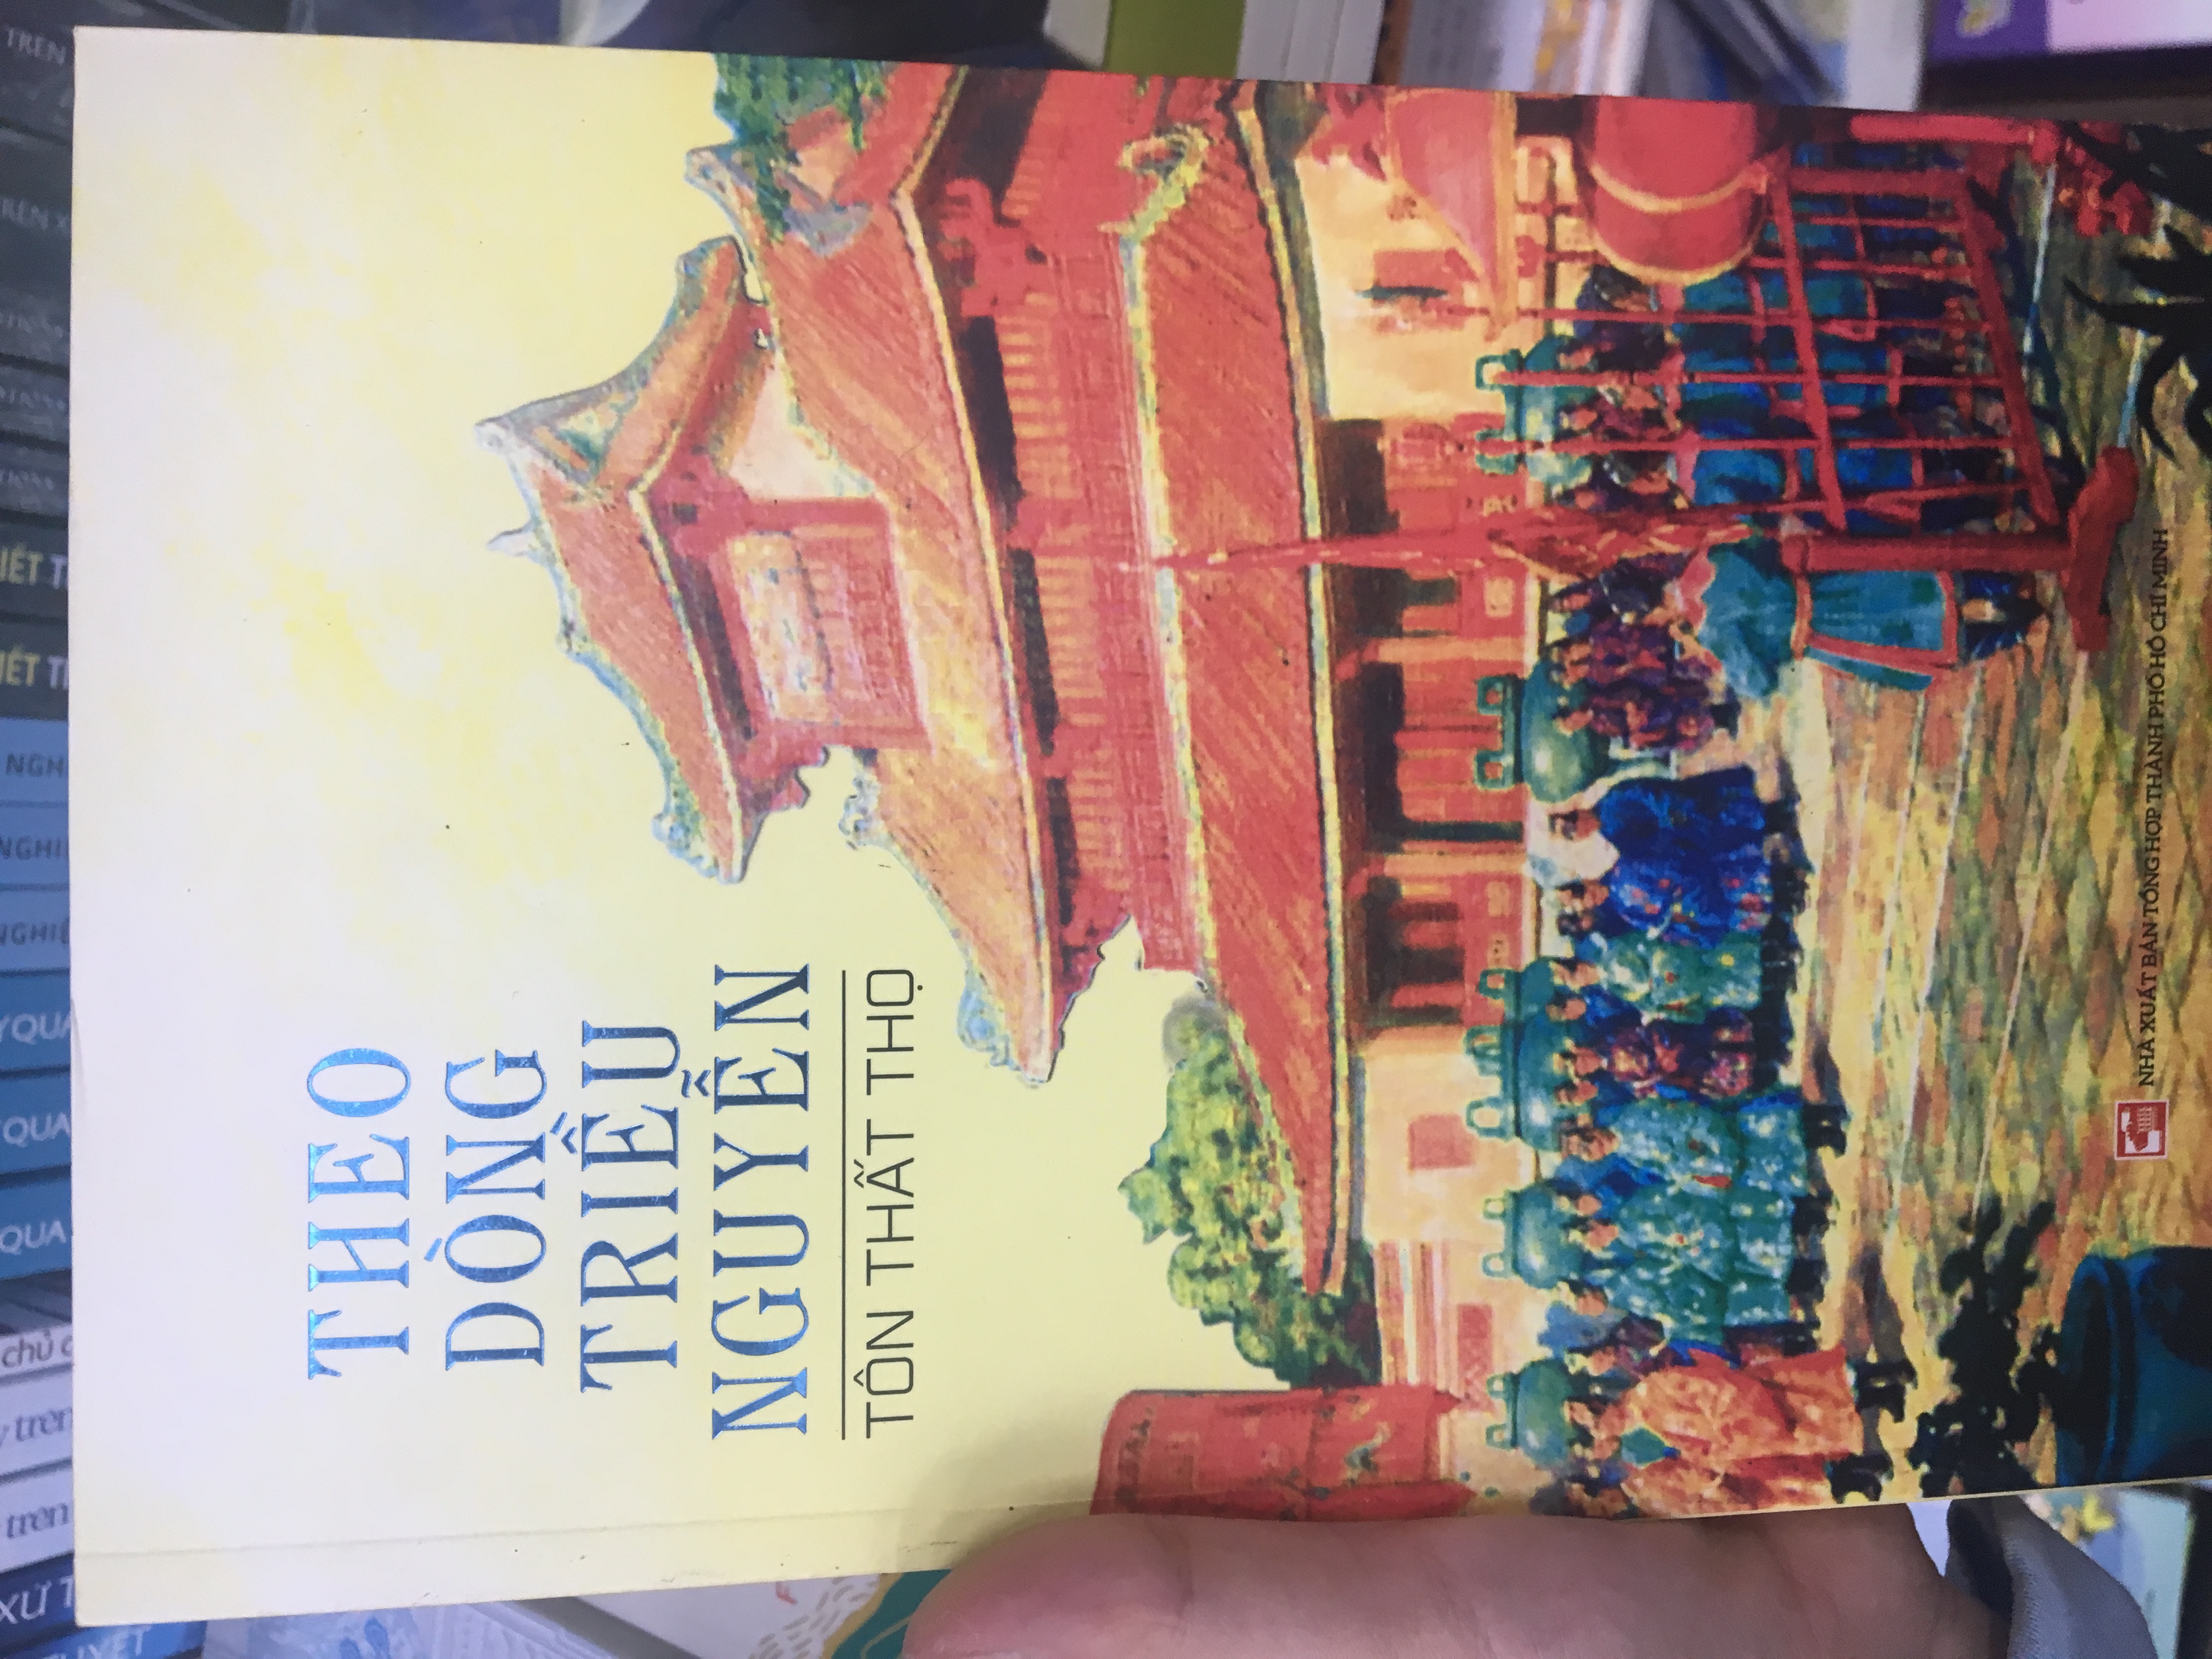 THEO
DÒNG
TRIỀU
NGUYỄN
TÔN THẤT THỌ
NHÀ XUẤT BẢN TỔNG HỢP THÀNH PHỐ HỒ CHÍ MINH